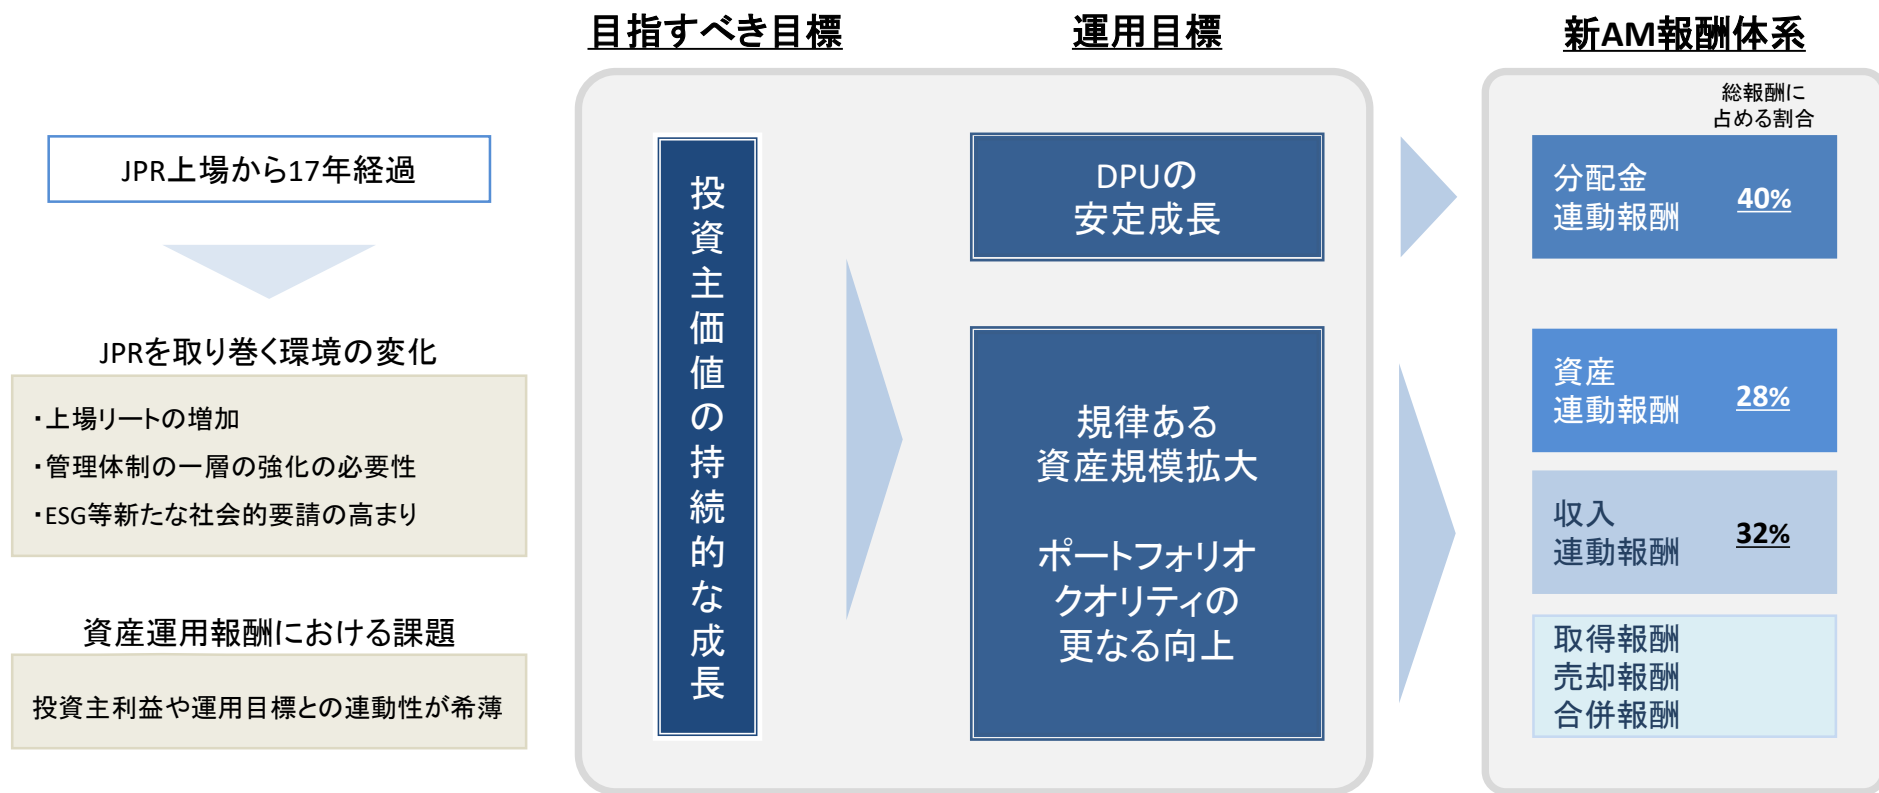 目指すべき目標
運用目標
新AM報酬体系
JPR上場から17年経過
JPRを取り巻く環境の変化
・上場リートの増加
・管理体制の一層の強化の必要性
・ESG等新たな社会的要請の高まり
資産運用報酬における課題
投資主利益や運用目標との連動性が希薄
投資主価値の持続的な成長
DPUの
安定成長
規律ある
資産規模拡大
ポートフォリオ
クオリティの
更なる向上
総報酬に
占める割合
分配金
連動報酬
40%
資産
連動報酬
28%
収入
連動報酬
32%
取得報酬
売却報酬
合併報酬